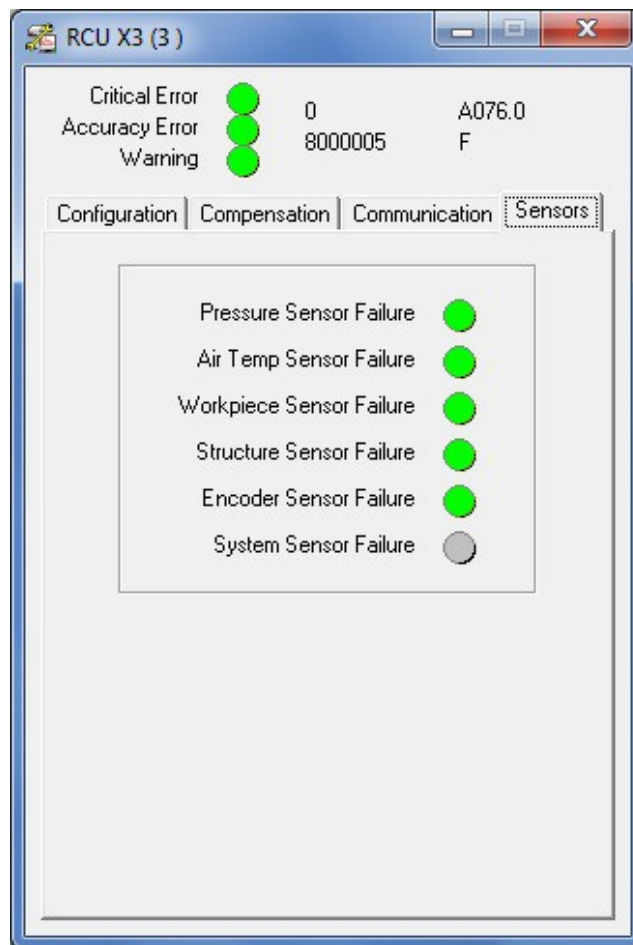 RCU X3 (3 )
Critical Error
Accuracy Error
Warning
0 A076.0
8000005 F
Configuration Compensation Communication Sensors
Pressure Sensor Failure
Air Temp Sensor Failure
Workpiece Sensor Failure
Structure Sensor Failure
Encoder Sensor Failure
System Sensor Failure